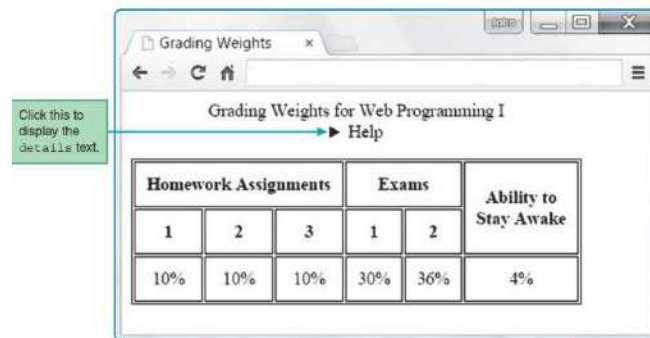 Grading Weights
Click this to
display the
details text.
Grading Weights for Web Programming I
Help
Homework Assignments Exams Ability to Stay Awake
1 2 3 1 2
10% 10% 10% 30% 36% 4%